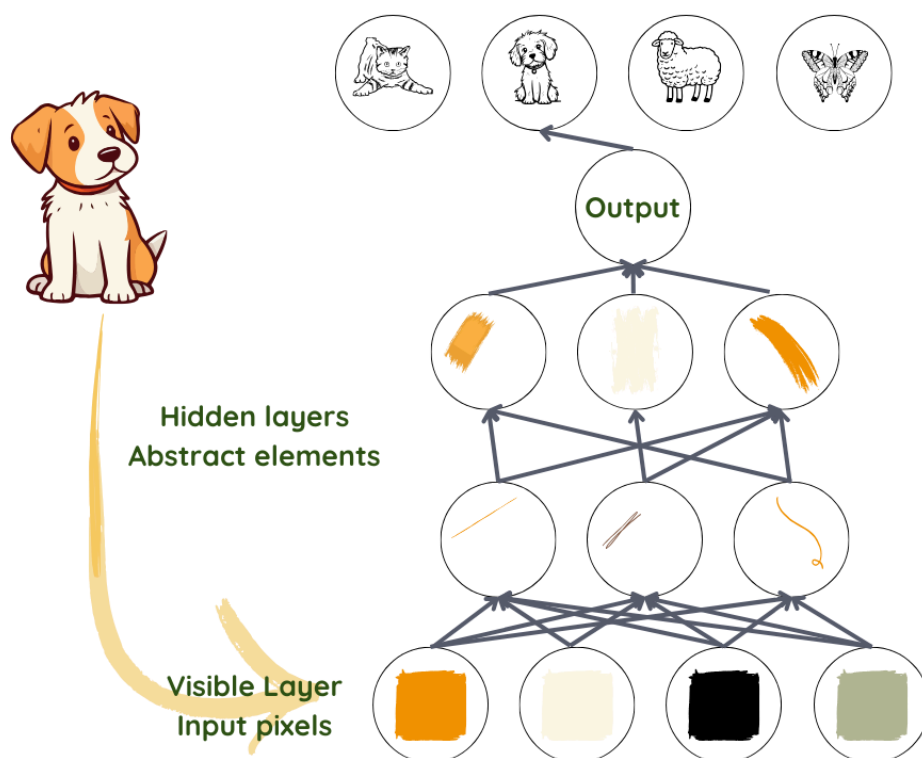 Output
Hidden layers
Abstract elements
Visible Layer
Input pixels